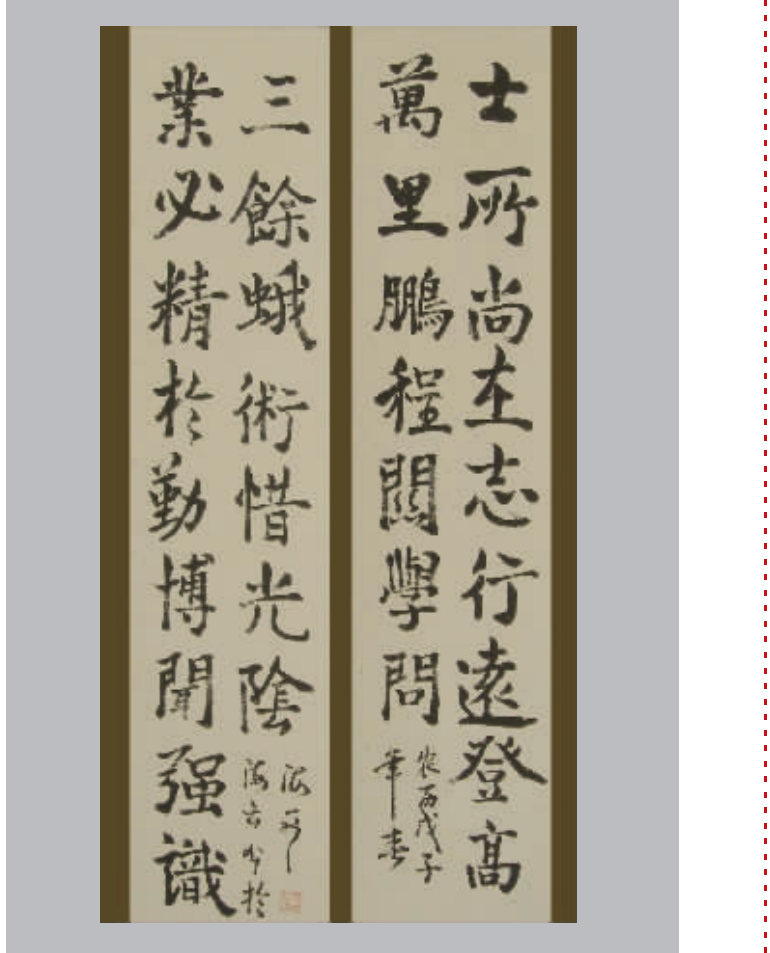 士所尚在志行遠登高
萬里鵬程關學問
業必精於勤博聞强識
三餘蛾術惜光陰